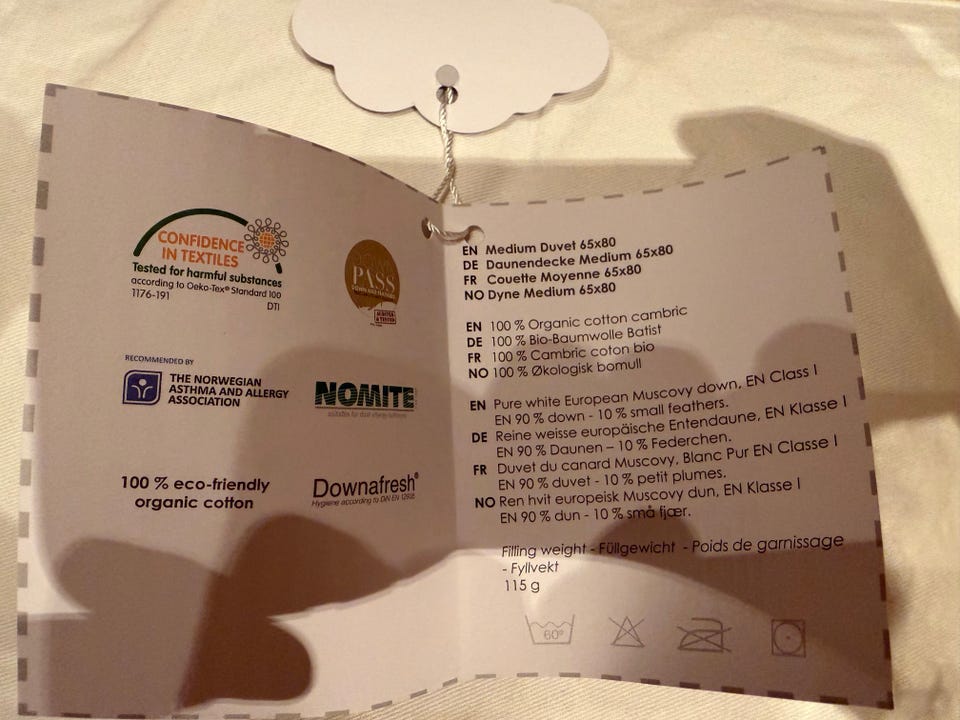 CONFIDENCE
IN TEXTILES
Tested for harmful substances
according to Oeko-Tex® Standard 100
1176-191
DTI
PASS
RECOMMENDED BY
THE NORWEGIAN
ASTHMA AND ALLERGY
ASSOCIATION
NOMITE
100 % eco-friendly
organic cotton
Downafresh®
Hygiene according to DIN EN 12935
EN Medium Duvet 65x80
DE Daunendecke Medium 65x80
FR Couette Moyenne 65x80
NO Dyne Medium 65x80
EN 100 % Organic cotton cambric
DE 100 % Bio-Baumwolle Batist
FR 100 % Cambric coton bio
NO 100 % Økologisk bomull
EN Pure white European Muscovy down, EN Class I
EN 90 % down - 10 % small feathers.
DE Reine weisse europäische Entendaune, EN Klasse I
EN 90 % Daunen – 10 % Federchen.
FR Duvet du canard Muscovy, Blanc Pur EN Classe I
EN 90 % duvet - 10 % petit plumes.
NO Ren hvit europeisk Muscovy dun, EN Klasse I
EN 90 % dun - 10 % små fjær.
Filling weight - Füllgewicht - Poids de garnissage
- Fyllvekt
115 g
60°